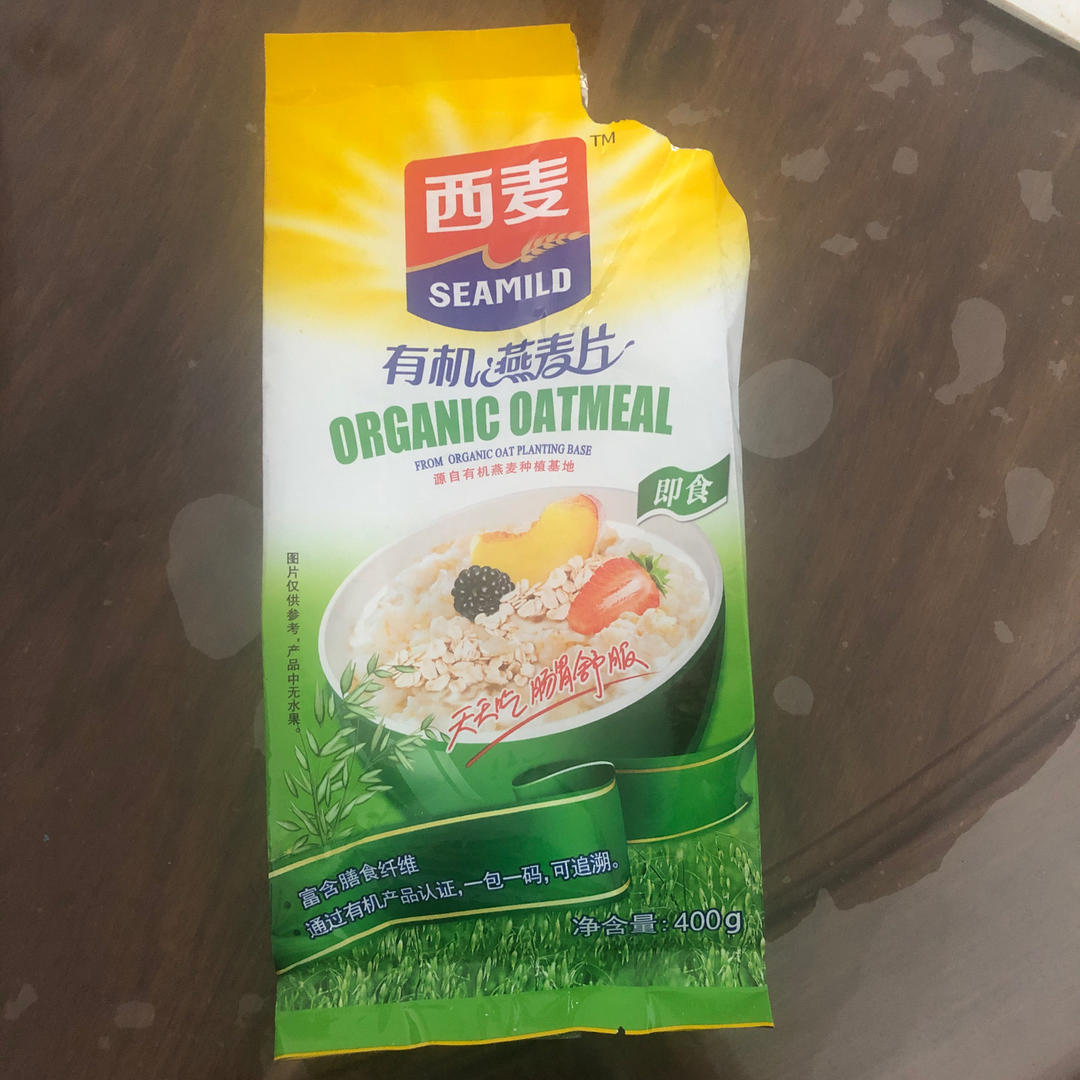 TM
西麦
SEAMILD
有机燕麦片
ORGANIC OATMEAL
FROM ORGANIC OAT PLANTING BASE
源自有机燕麦种植基地
即食
图片仅供参考，产品中无水果。
天天吃 肠胃舒服
富含膳食纤维
通过有机产品认证，一包一码，可追溯。
净含量：400g